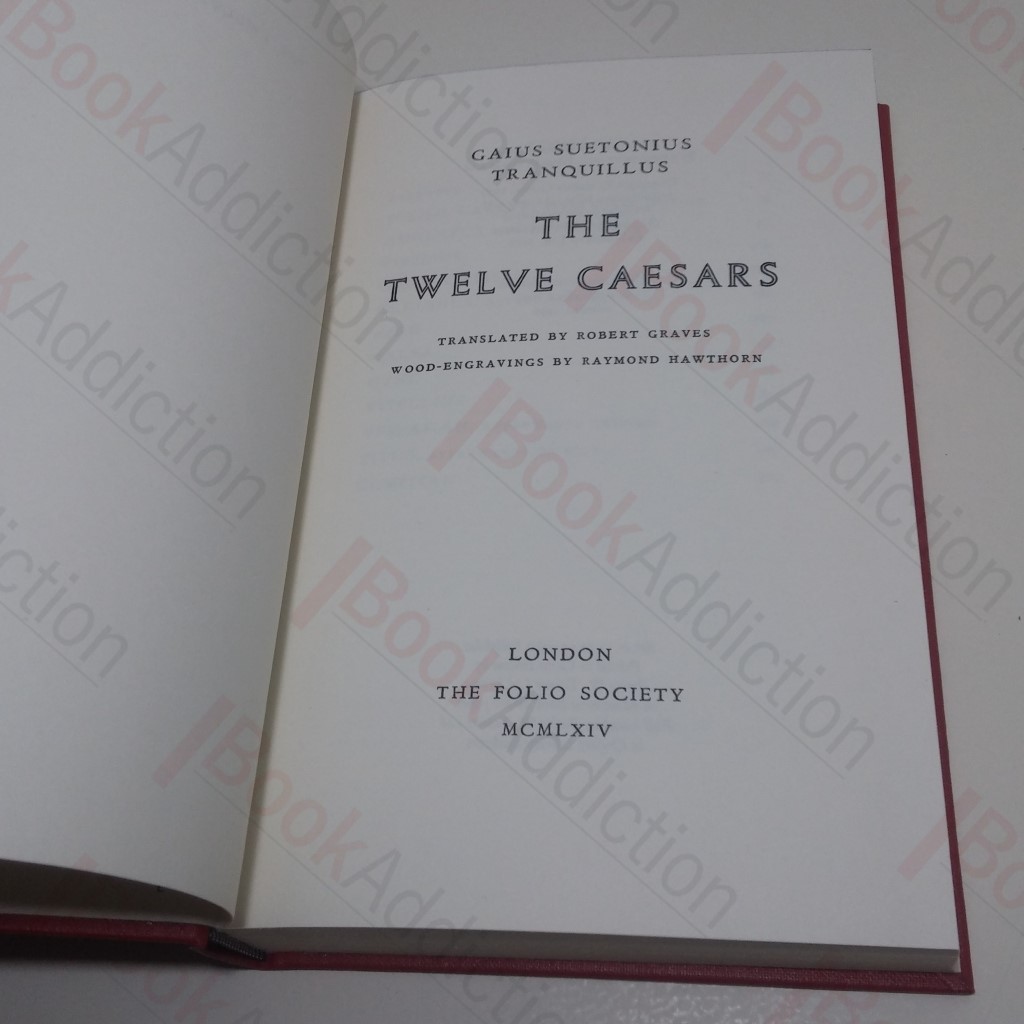 GAIUS SUETONIUS
TRANQUILLUS
THE
TWELVE CAESARS
TRANSLATED BY ROBERT GRAVES
WOOD-ENGRAVINGS BY RAYMOND HAWTHORN
LONDON
THE FOLIO SOCIETY
MCMLXIV
BookAddiction